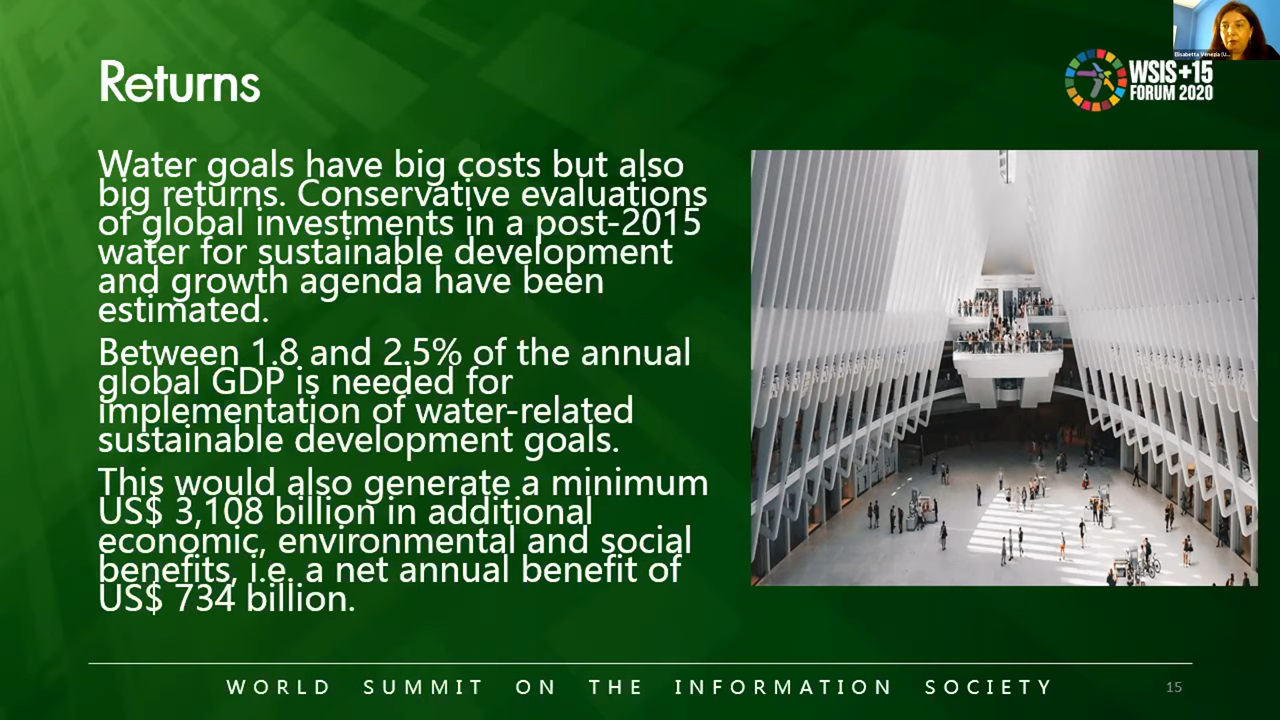 Elisabetta Venezia (U...
Returns
WSIS+15
FORUM 2020
Water goals have big costs but also
big returns. Conservative evaluations
of global investments in a post-2015
water for sustainable development
and growth agenda have been
estimated.
Between 1.8 and 2.5% of the annual
global GDP is needed for
implementation of water-related
sustainable development goals.
This would also generate a minimum
US$ 3,108 billion in additional
economic, environmental and social
benefits, i.e. a net annual benefit of
US$ 734 billion.
WORLD SUMMIT ON THE INFORMATION SOCIETY
15